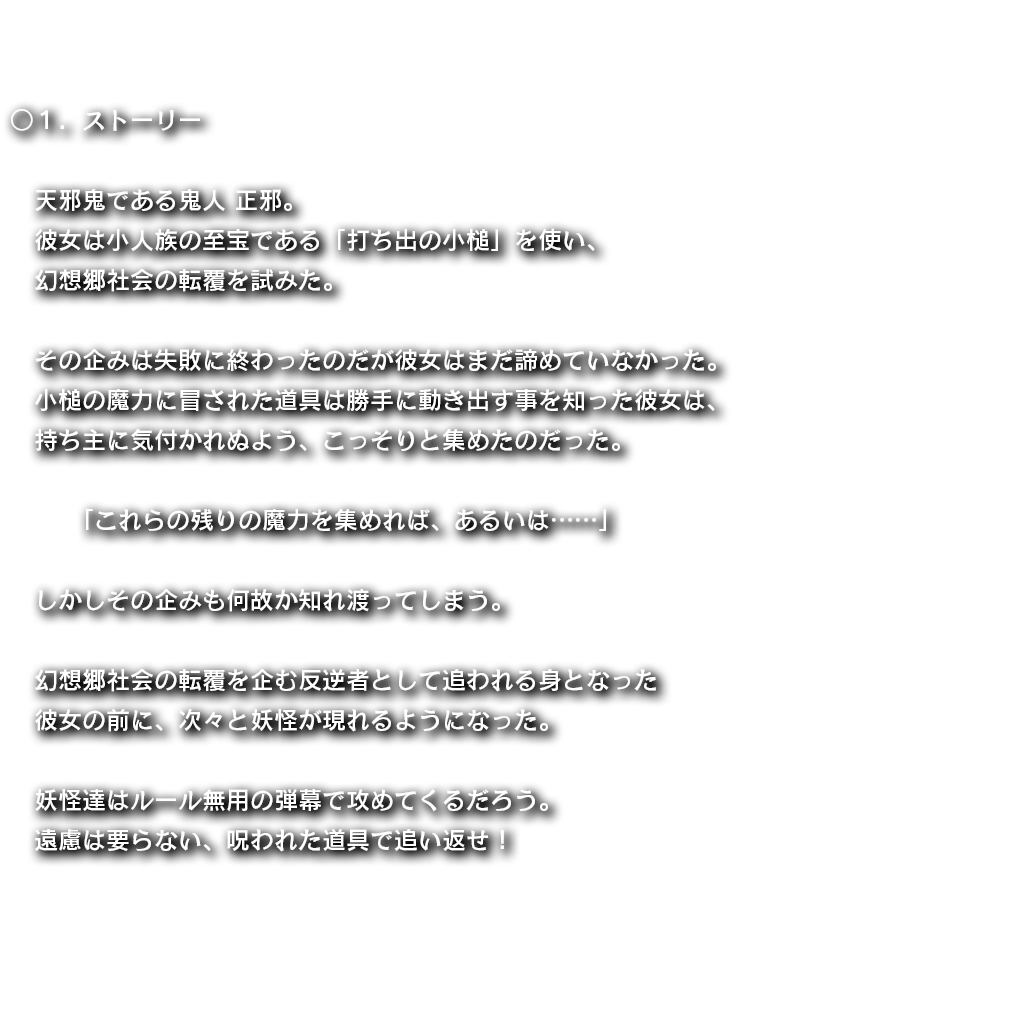 ○１．ストーリー
天邪鬼である鬼人 正邪。
彼女は小人族の至宝である「打ち出の小槌」を使い、
幻想郷社会の転覆を試みた。
その企みは失敗に終わったのだが彼女はまだ諦めていなかった。
小槌の魔力に冒された道具は勝手に動き出す事を知った彼女は、
持ち主に気付かれぬよう、こっそりと集めたのだった。
「これらの残りの魔力を集めれば、あるいは……」
しかしその企みも何故か知れ渡ってしまう。
幻想郷社会の転覆を企む反逆者として追われる身となった
彼女の前に、次々と妖怪が現れるようになった。
妖怪達はルール無用の弾幕で攻めてくるだろう。
遠慮は要らない、呪われた道具で追い返せ！